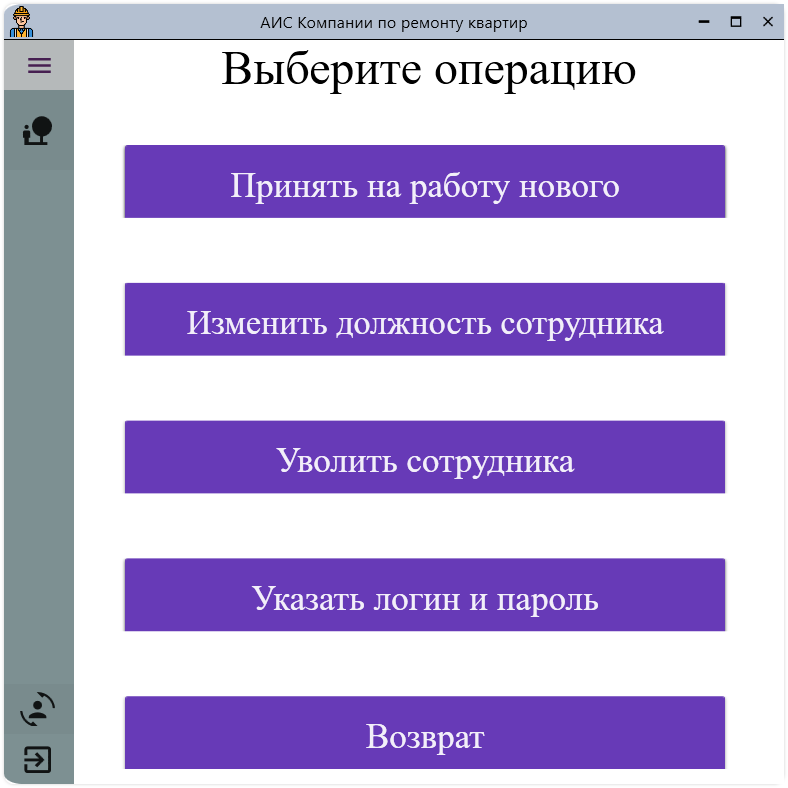 АИС Компании по ремонту квартир
Выберите операцию
Принять на работу нового
Изменить должность сотрудника
Уволить сотрудника
Указать логин и пароль
Возврат